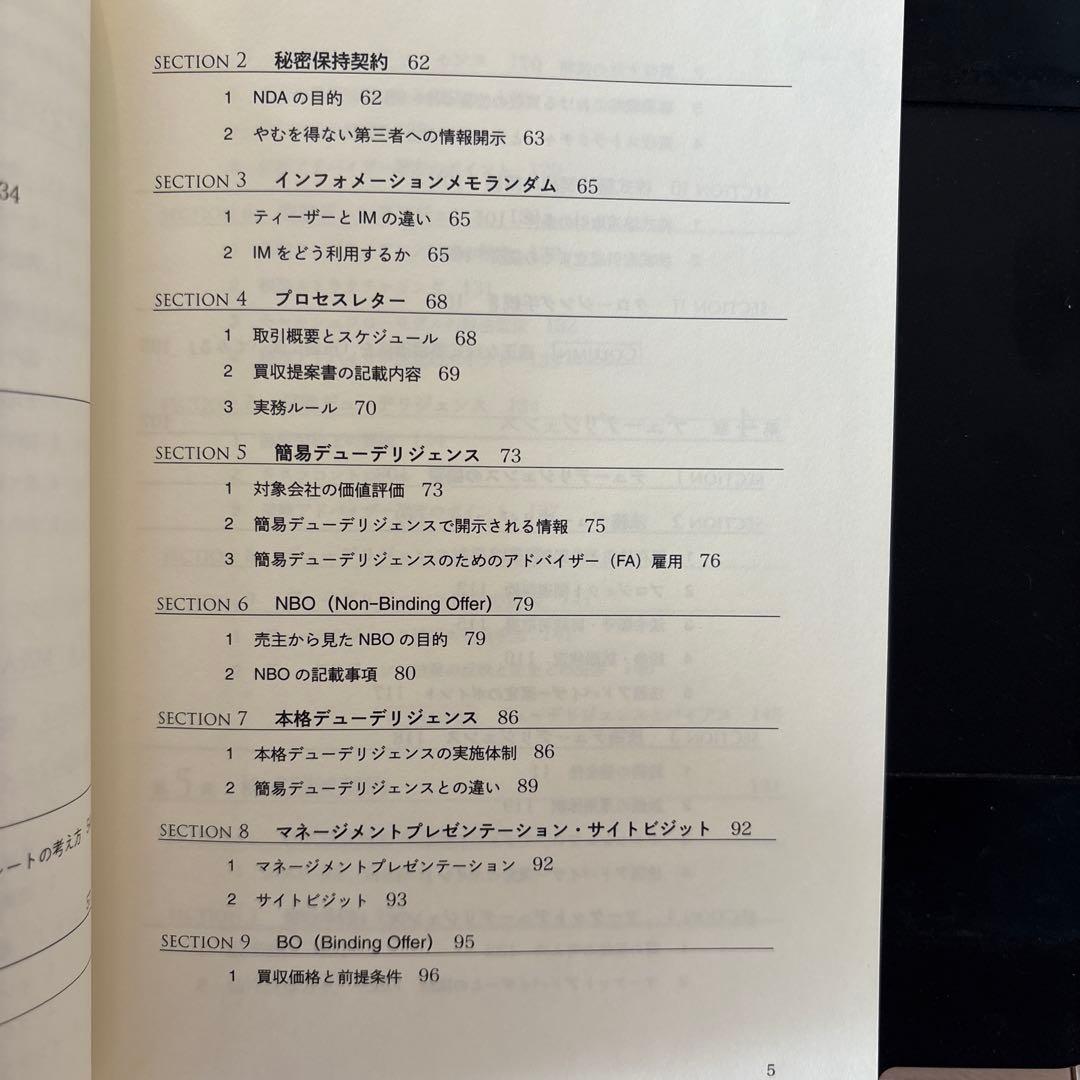 34
ートの考え方
SECTION 2 秘密保持契約 62
1 NDA の目的 62
2 やむを得ない第三者への情報開示 63
SECTION 3 インフォメーションメモランダム 65
1 ティーザーと IM の違い 65
2 IM をどう利用するか 65
SECTION 4 プロセスレター 68
1 取引概要とスケジュール 68
2 買収提案書の記載内容 69
3 実務ルール 70
SECTION 5 簡易デューデリジェンス 73
1 対象会社の価値評価 73
2 簡易デューデリジェンスで開示される情報 75
3 簡易デューデリジェンスのためのアドバイザー（FA）雇用 76
SECTION 6 NBO（Non-Binding Offer） 79
1 売主から見た NBO の目的 79
2 NBO の記載事項 80
SECTION 7 本格デューデリジェンス 86
1 本格デューデリジェンスの実施体制 86
2 簡易デューデリジェンスとの違い 89
SECTION 8 マネージメントプレゼンテーション・サイトビジット 92
1 マネージメントプレゼンテーション 92
2 サイトビジット 93
SECTION 9 BO（Binding Offer） 95
1 買収価格と前提条件 96
5